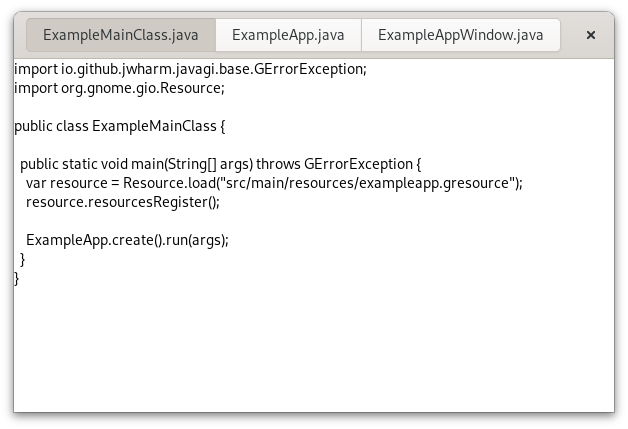 ExampleMainClass.java ExampleApp.java ExampleAppWindow.java ×
import io.github.jwharm.javagi.base.GErrorException;
import org.gnome.gio.Resource;
public class ExampleMainClass {
public static void main(String[] args) throws GErrorException {
var resource = Resource.load("src/main/resources/exampleapp.gresource");
resource.resourcesRegister();
ExampleApp.create().run(args);
}
}